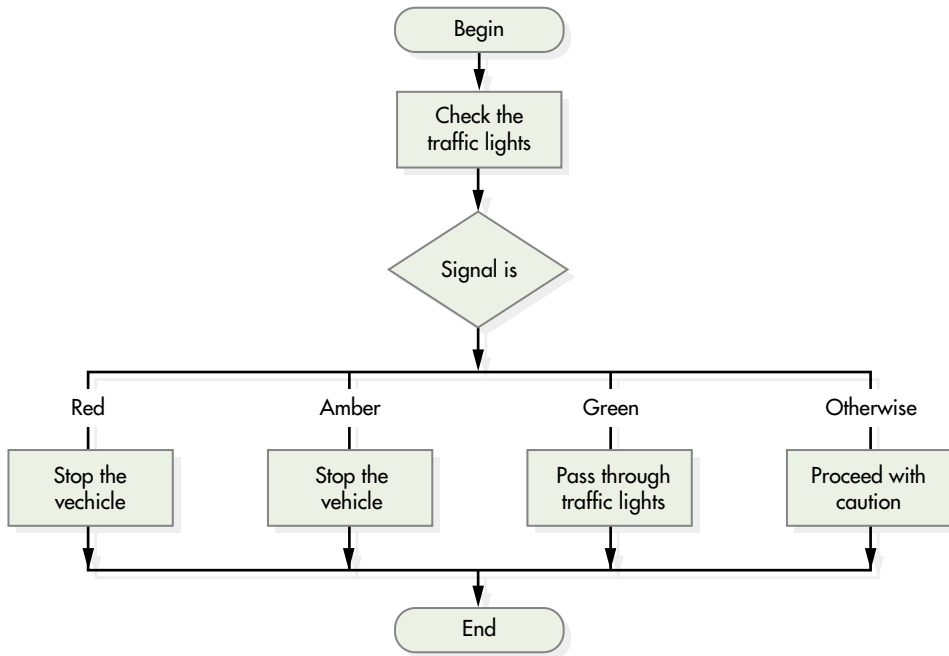 Begin
Check the
traffic lights
Signal is
Red
Amber
Green
Otherwise
Stop the
vechicle
Stop the
vehicle
Pass through
traffic lights
Proceed with
caution
End